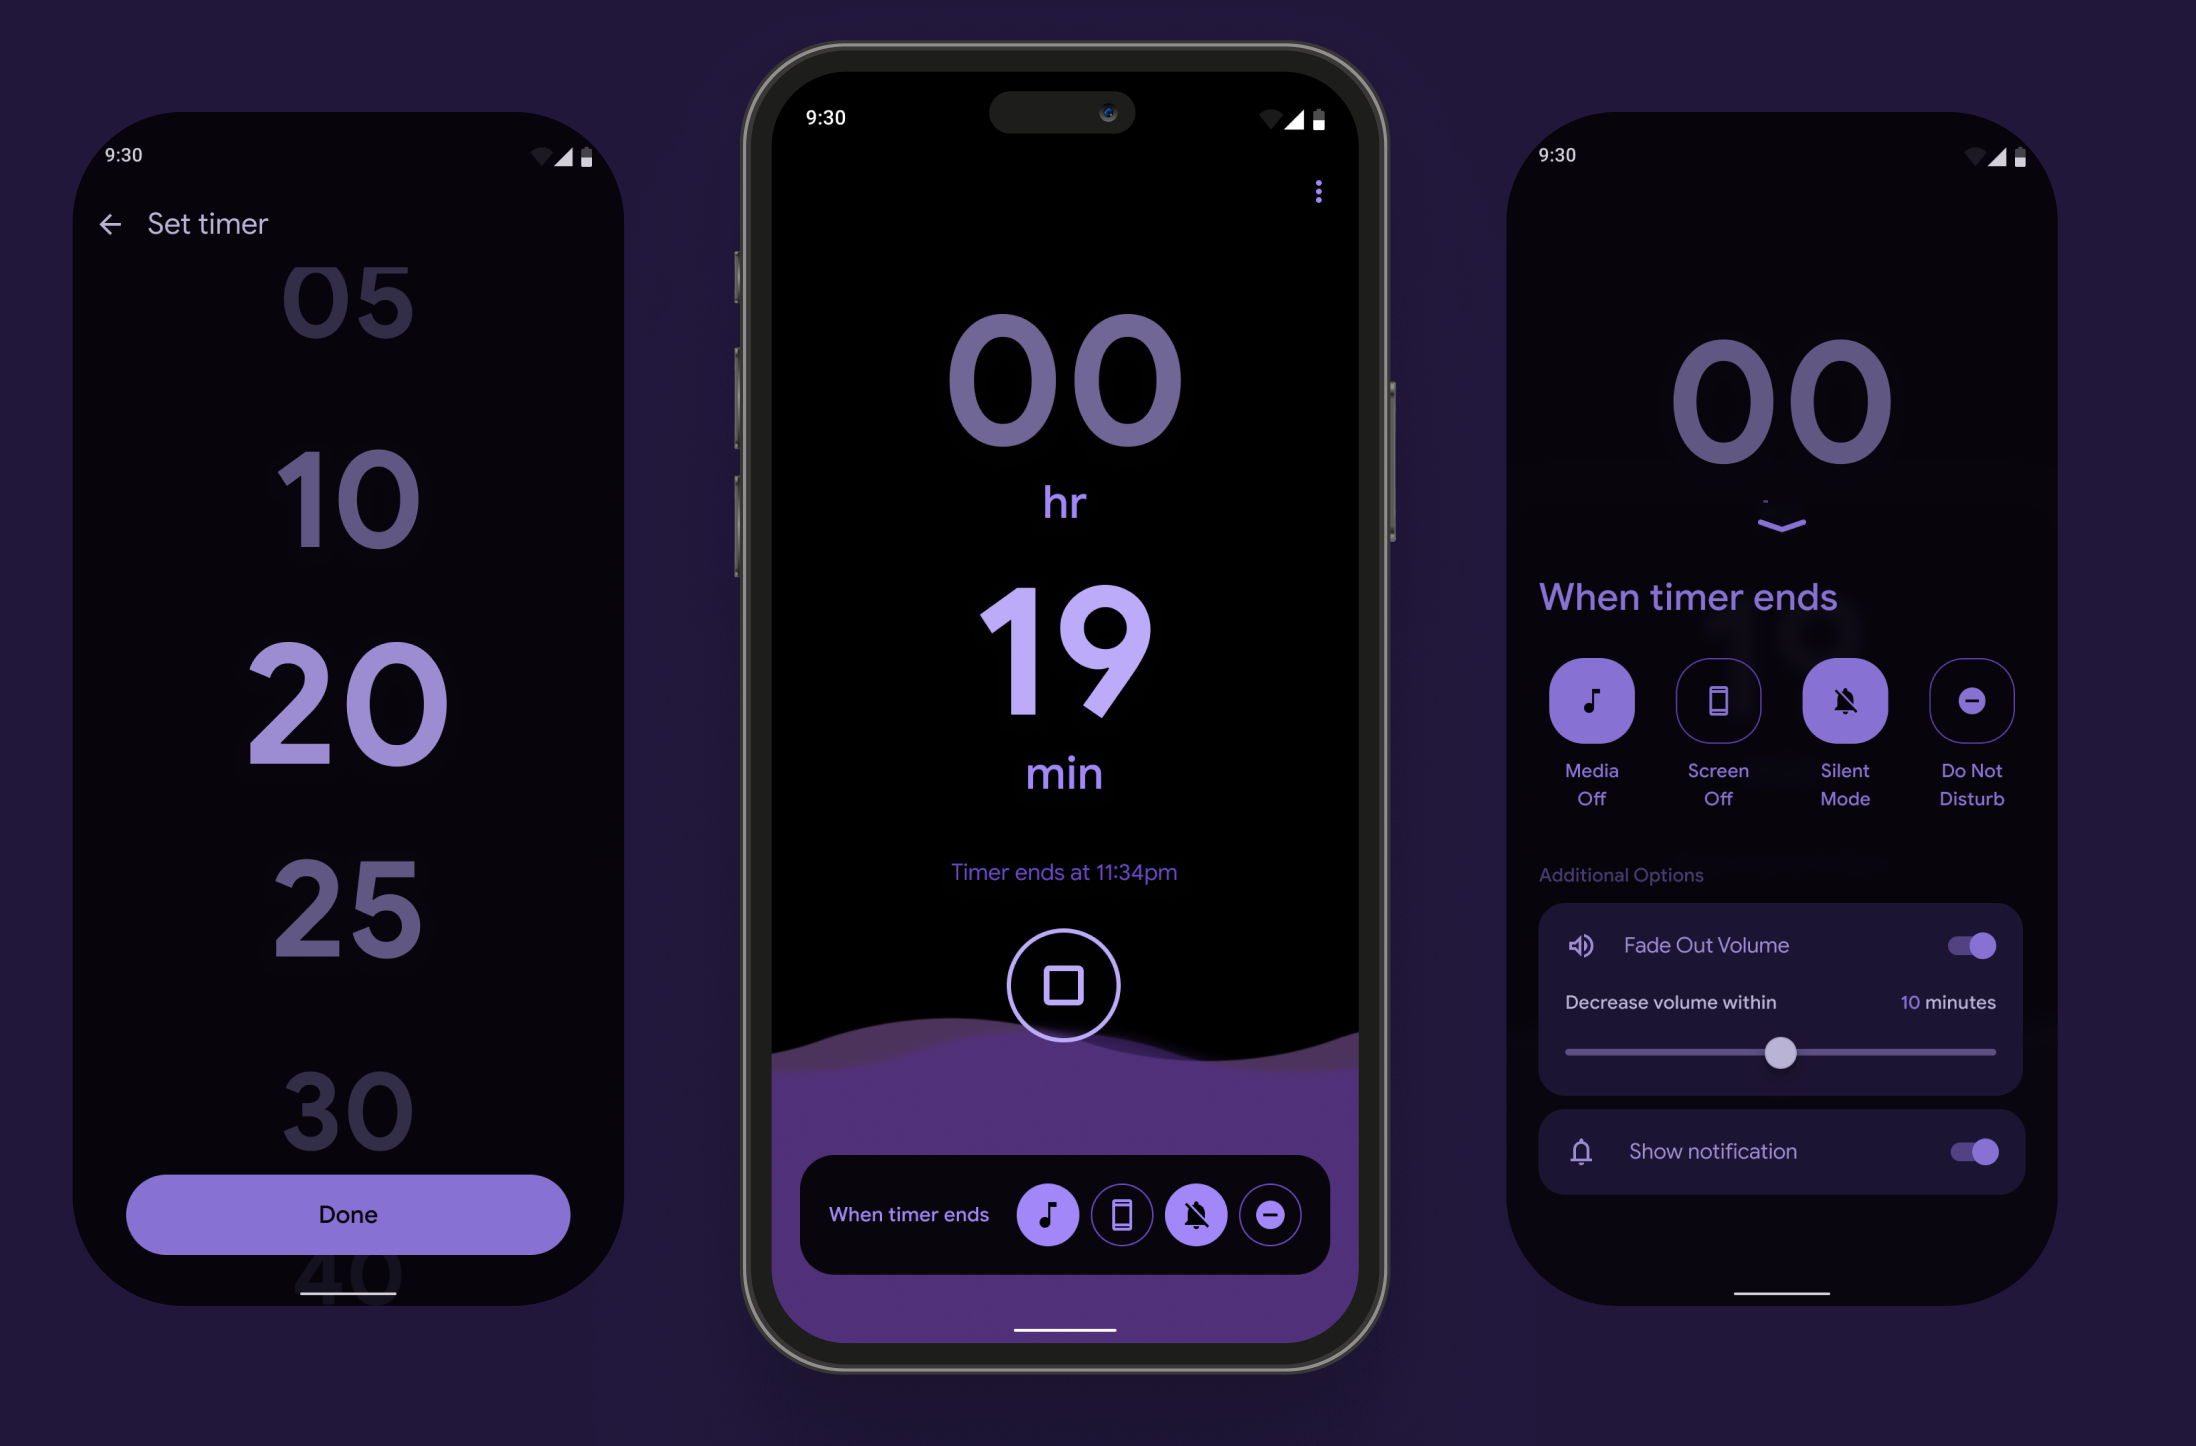 9:30
Set timer
05
10
20
25
30
Done
40
9:30
00
hr
19
min
Timer ends at 11:34pm
When timer ends
9:30
00
When timer ends
19
Media
Off
Screen
Off
Silent
Mode
Do Not
Disturb
Additional Options
Fade Out Volume
Decrease volume within
10 minutes
Show notification